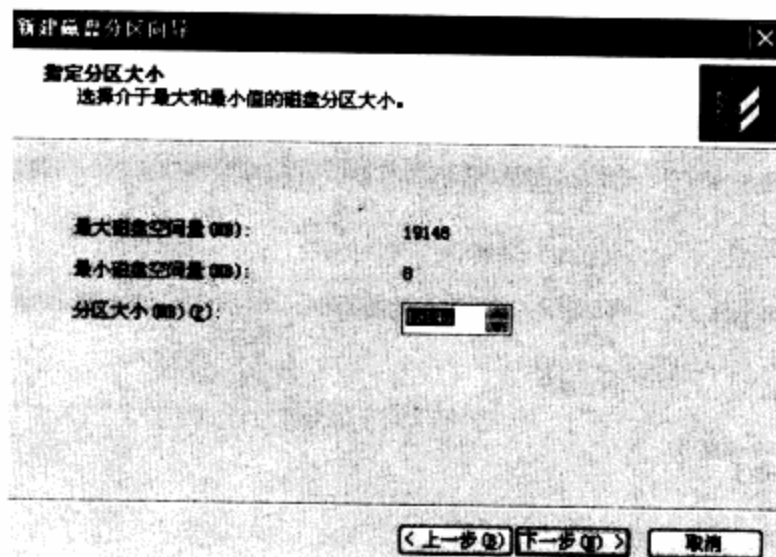 新建磁盘分区向导
指定分区大小
选择介于最大和最小值的磁盘分区大小。
最大磁盘空间量(MB):
19148
最小磁盘空间量(MB):
8
分区大小(MB)(P):
< 上一步(B)
下一步(N) >
取消